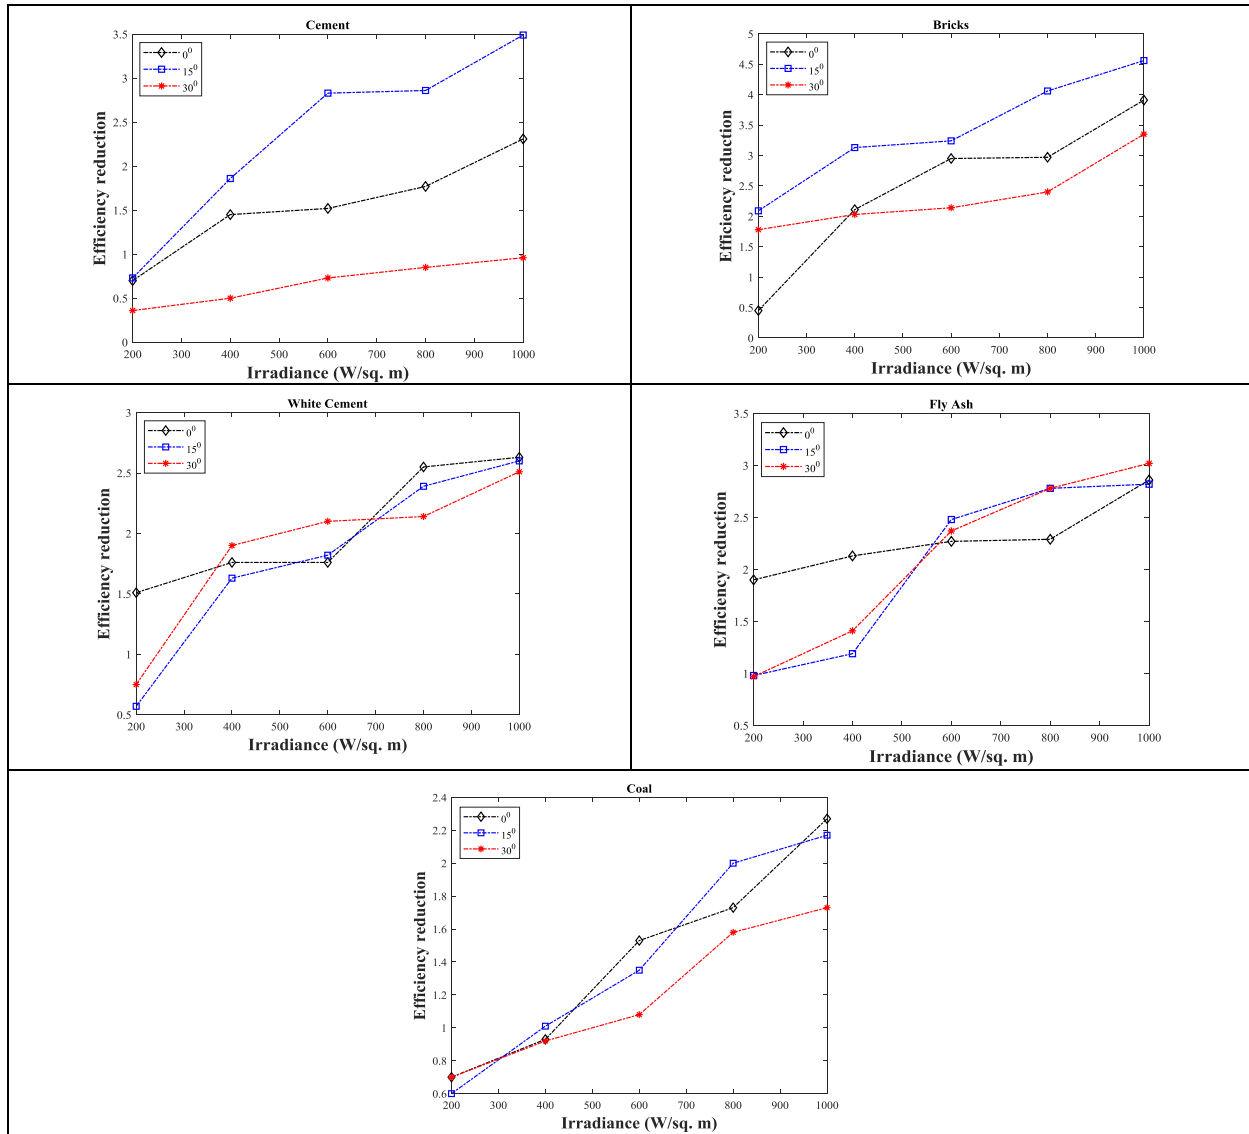 Cement
3.5
3
2.5
2
1.5
1
0.5
0
0⁰
15⁰
30⁰
Efficiency reduction
200 300 400 500 600 700 800 900 1000
Irradiance (W/sq. m)
Bricks
5
4.5
4
3.5
3
2.5
2
1.5
1
0.5
0
0⁰
15⁰
30⁰
Efficiency reduction
200 300 400 500 600 700 800 900 1000
Irradiance (W/sq. m)
White Cement
3
2.5
2
1.5
1
0.5
0⁰
15⁰
30⁰
Efficiency reduction
200 300 400 500 600 700 800 900 1000
Irradiance (W/sq. m)
Fly Ash
3.5
3
2.5
2
1.5
1
0.5
0⁰
15⁰
30⁰
Efficiency reduction
200 300 400 500 600 700 800 900 1000
Irradiance (W/sq. m)
Coal
2.4
2.2
2
1.8
1.6
1.4
1.2
1
0.8
0.6
0⁰
15⁰
30⁰
Efficiency reduction
200 300 400 500 600 700 800 900 1000
Irradiance (W/sq. m)